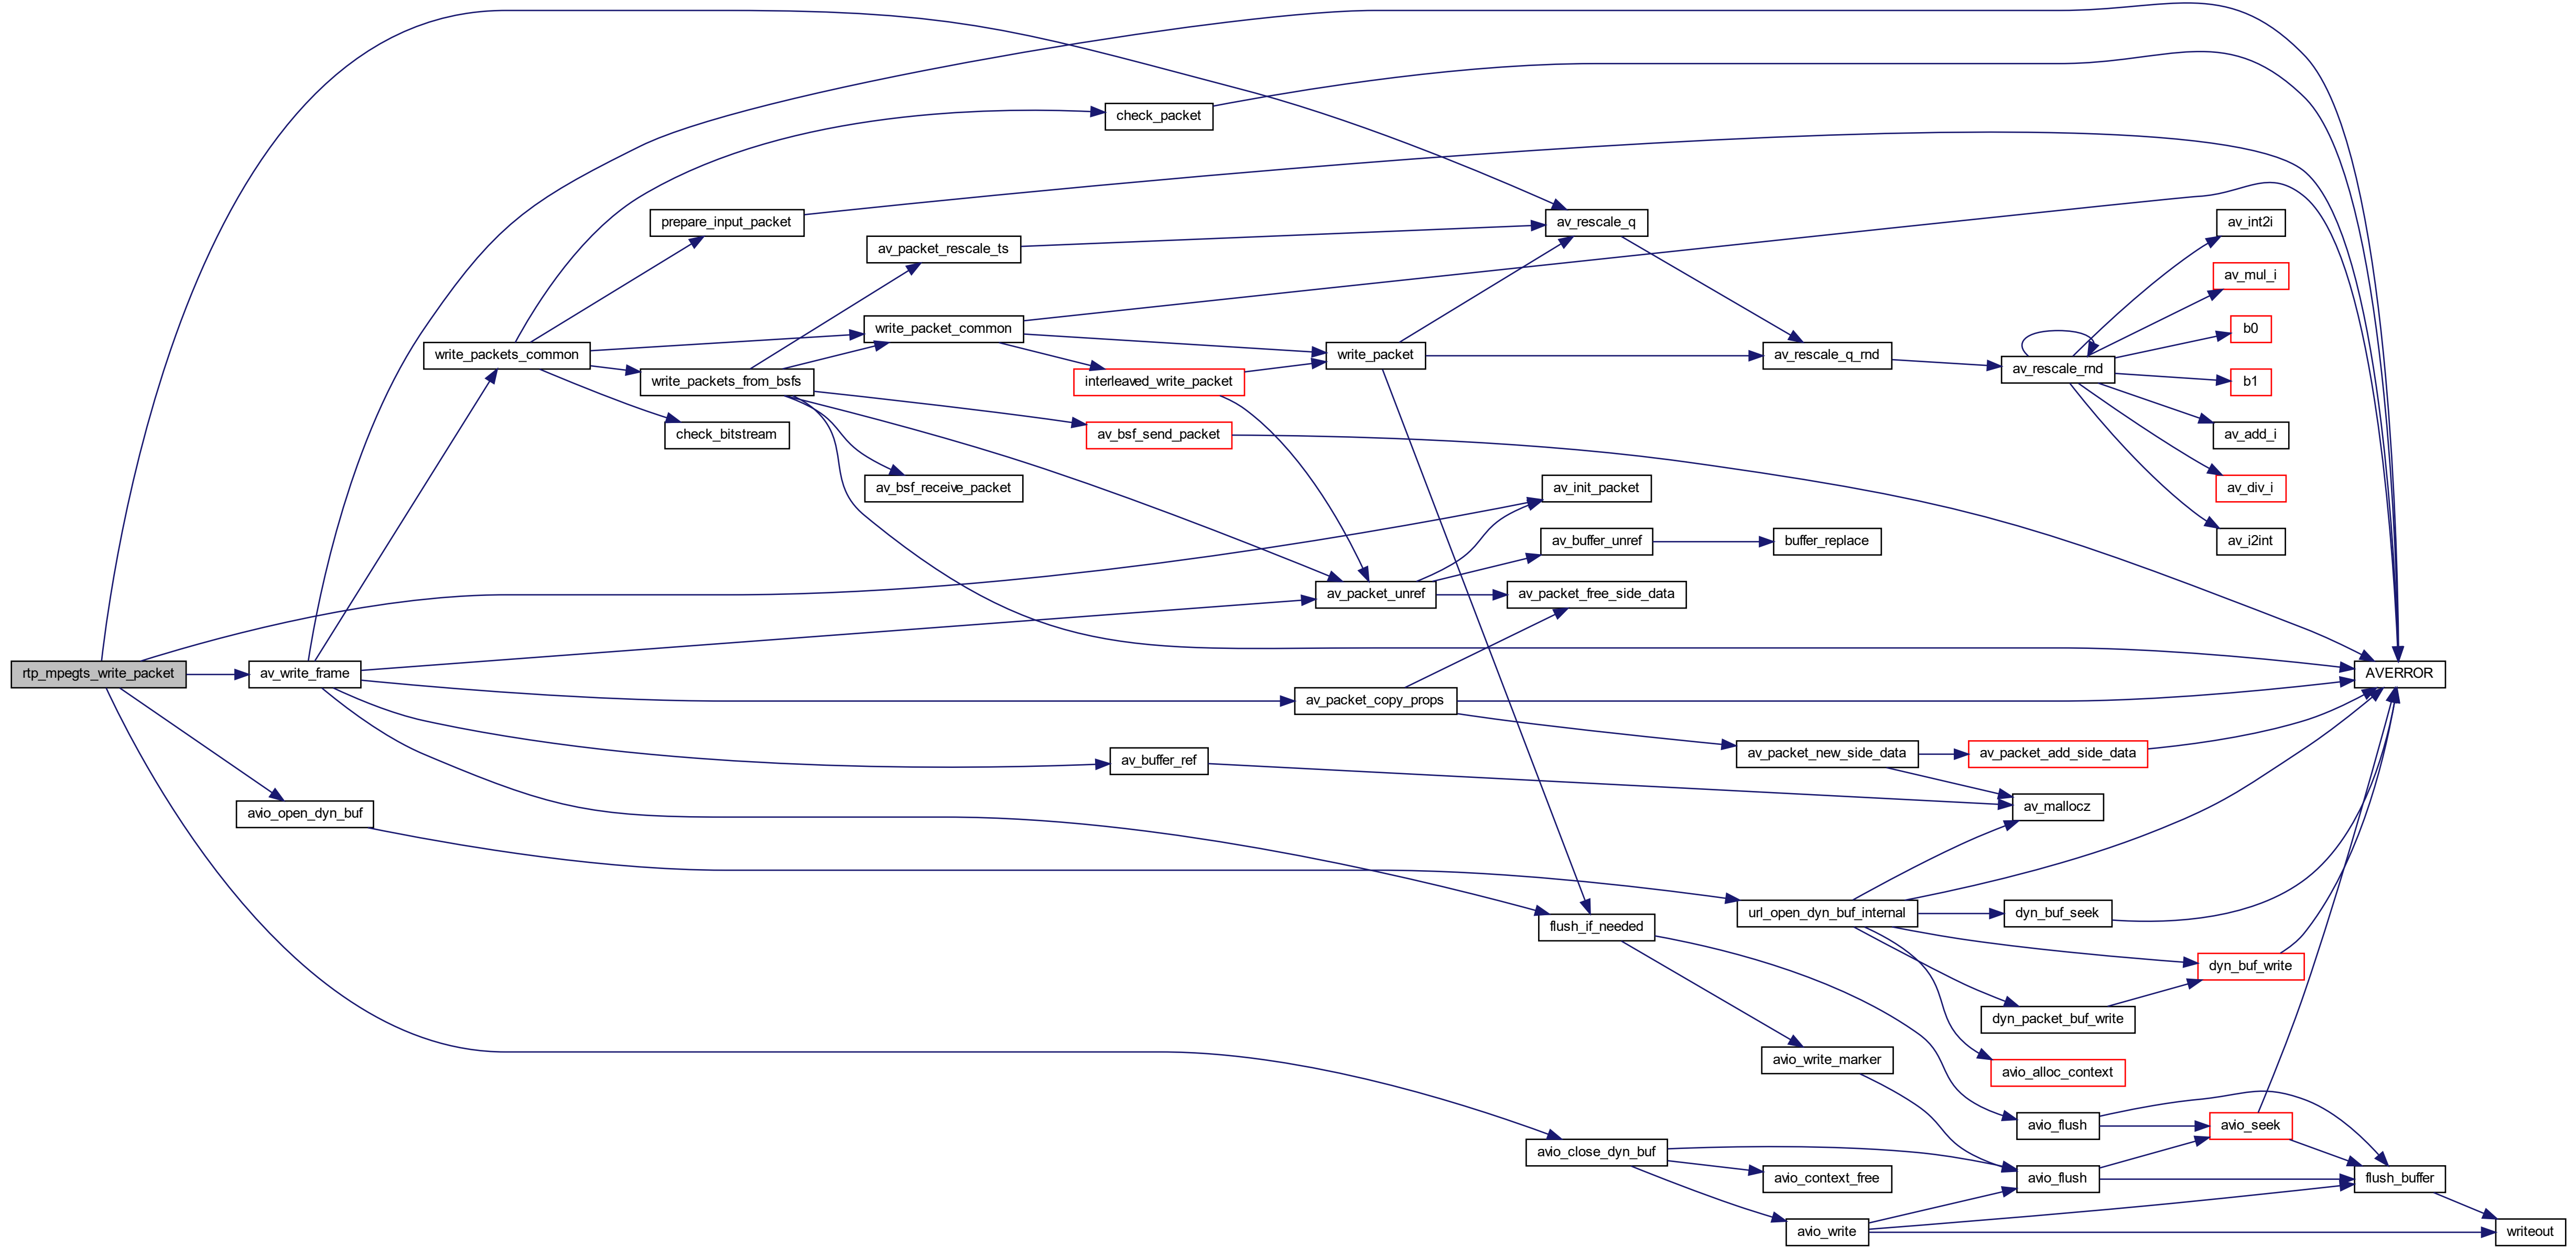 rtp_mpegts_write_packet
av_write_frame
avio_open_dyn_buf
write_packets_common
prepare_input_packet
write_packets_from_bsfs
check_bitstream
av_packet_rescale_ts
write_packet_common
av_bsf_receive_packet
check_packet
interleaved_write_packet
av_bsf_send_packet
av_buffer_ref
write_packet
av_packet_unref
av_packet_copy_props
av_rescale_q
av_init_packet
av_buffer_unref
av_packet_free_side_data
flush_if_needed
avio_close_dyn_buf
av_rescale_q_rnd
buffer_replace
av_packet_new_side_data
url_open_dyn_buf_internal
avio_write_marker
avio_context_free
avio_write
av_rescale_rnd
av_packet_add_side_data
av_mallocz
dyn_buf_seek
dyn_packet_buf_write
avio_alloc_context
avio_flush
avio_flush
av_int2i
av_mul_i
b0
b1
av_add_i
av_div_i
av_i2int
dyn_buf_write
avio_seek
AVERROR
flush_buffer
writeout